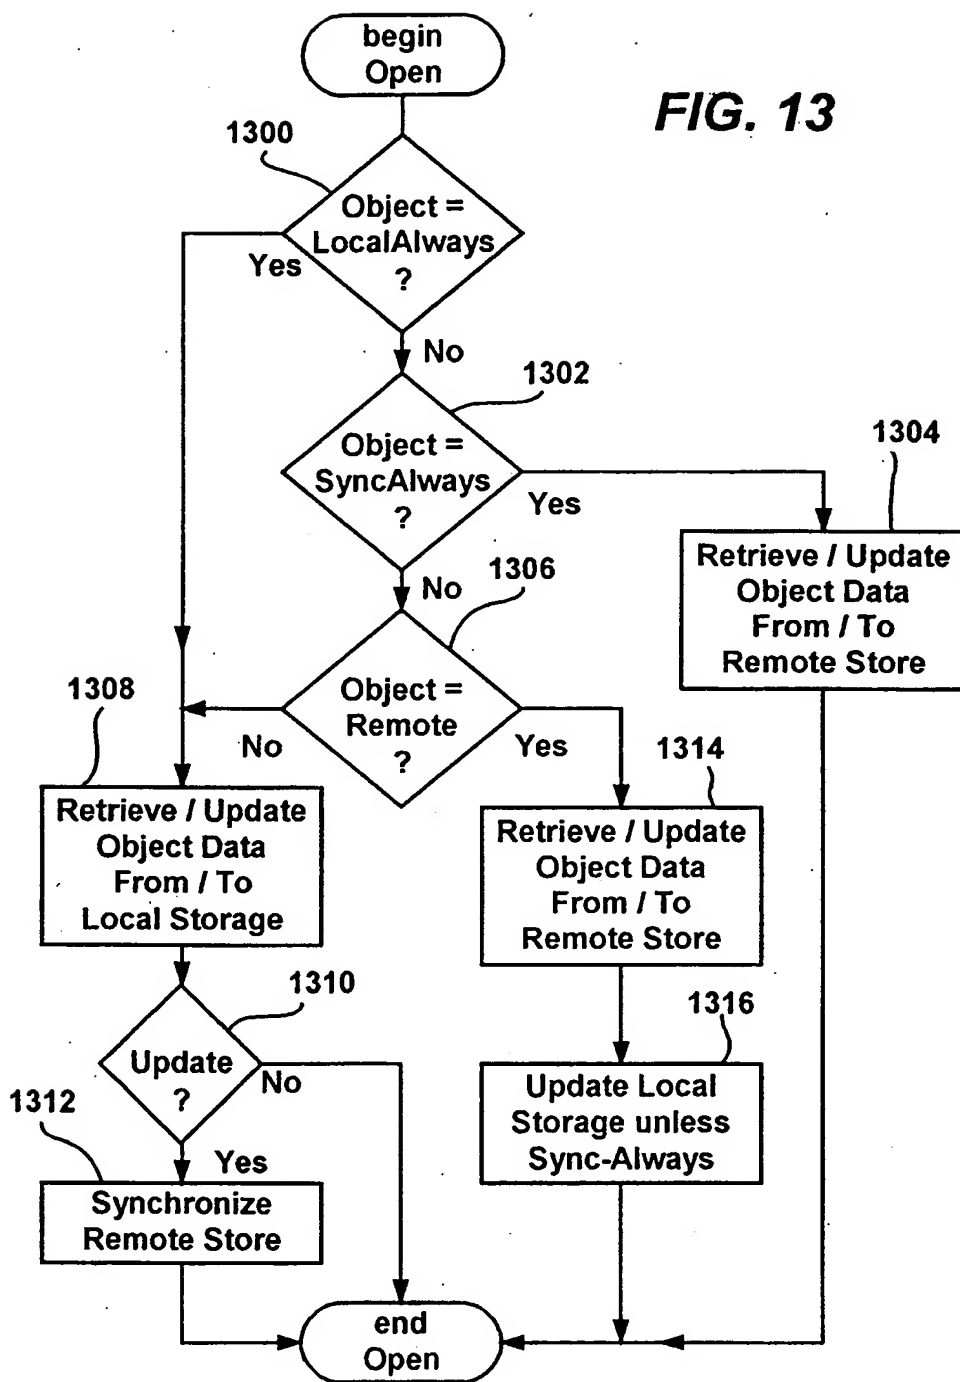 begin
Open
FIG. 13
1300
Object =
LocalAlways
?
Yes
No
1302
Object =
SyncAlways
?
Yes
No
1304
Retrieve / Update
Object Data
From / To
Remote Store
1306
Object =
Remote
?
No
Yes
1308
Retrieve / Update
Object Data
From / To
Local Storage
1314
Retrieve / Update
Object Data
From / To
Remote Store
1310
Update
?
No
Yes
1316
Update Local
Storage unless
Sync-Always
1312
Synchronize
Remote Store
end
Open